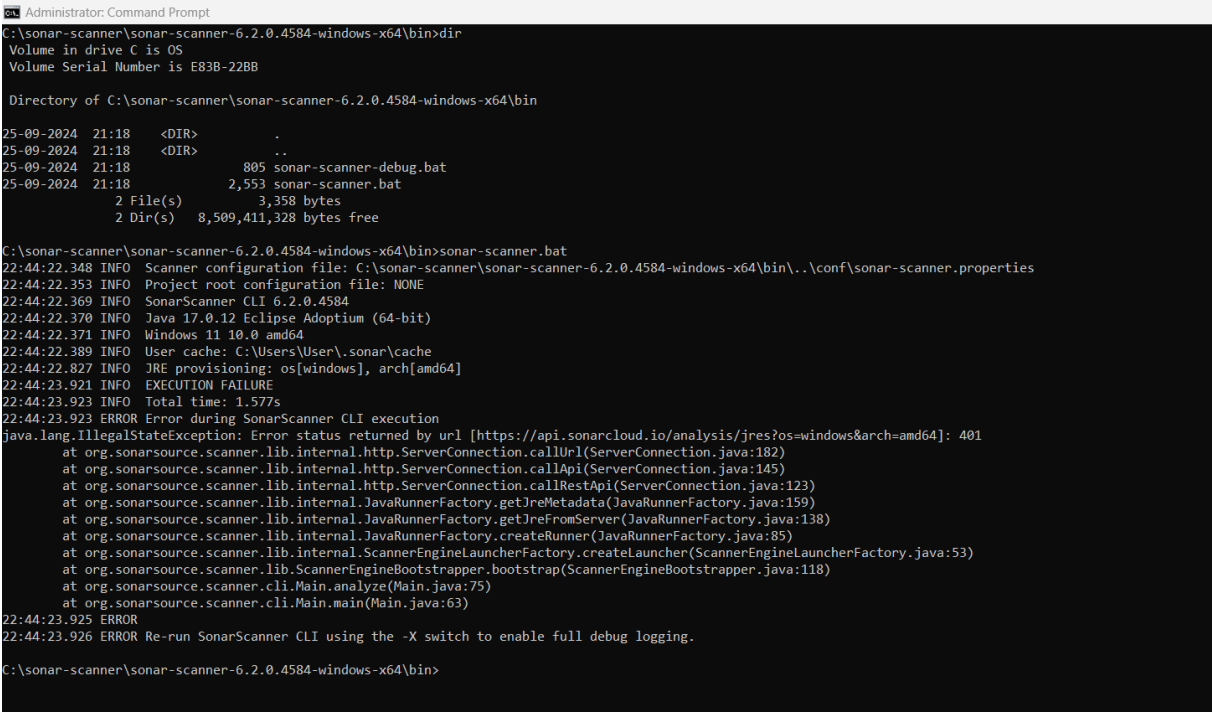 Administrator: Command Prompt
C:\sonar-scanner\sonar-scanner-6.2.0.4584-windows-x64\bin>dir
 Volume in drive C is OS
 Volume Serial Number is E83B-22BB

 Directory of C:\sonar-scanner\sonar-scanner-6.2.0.4584-windows-x64\bin

25-09-2024  21:18    <DIR>          .
25-09-2024  21:18    <DIR>          ..
25-09-2024  21:18               805 sonar-scanner-debug.bat
25-09-2024  21:18             2,553 sonar-scanner.bat
               2 File(s)          3,358 bytes
               2 Dir(s)   8,509,411,328 bytes free

C:\sonar-scanner\sonar-scanner-6.2.0.4584-windows-x64\bin>sonar-scanner.bat
22:44:22.348 INFO  Scanner configuration file: C:\sonar-scanner\sonar-scanner-6.2.0.4584-windows-x64\bin\..\conf\sonar-scanner.properties
22:44:22.353 INFO  Project root configuration file: NONE
22:44:22.369 INFO  SonarScanner CLI 6.2.0.4584
22:44:22.370 INFO  Java 17.0.12 Eclipse Adoptium (64-bit)
22:44:22.371 INFO  Windows 11 10.0 amd64
22:44:22.389 INFO  User cache: C:\Users\User\.sonar\cache
22:44:22.827 INFO  JRE provisioning: os[windows], arch[amd64]
22:44:23.921 INFO  EXECUTION FAILURE
22:44:23.923 INFO  Total time: 1.577s
22:44:23.923 ERROR Error during SonarScanner CLI execution
java.lang.IllegalStateException: Error status returned by url [https://api.sonarcloud.io/analysis/jres?os=windows&arch=amd64]: 401
        at org.sonarsource.scanner.lib.internal.http.ServerConnection.callUrl(ServerConnection.java:182)
        at org.sonarsource.scanner.lib.internal.http.ServerConnection.callApi(ServerConnection.java:145)
        at org.sonarsource.scanner.lib.internal.http.ServerConnection.callRestApi(ServerConnection.java:123)
        at org.sonarsource.scanner.lib.internal.JavaRunnerFactory.getJreMetadata(JavaRunnerFactory.java:159)
        at org.sonarsource.scanner.lib.internal.JavaRunnerFactory.getJreFromServer(JavaRunnerFactory.java:138)
        at org.sonarsource.scanner.lib.internal.JavaRunnerFactory.createRunner(JavaRunnerFactory.java:85)
        at org.sonarsource.scanner.lib.internal.ScannerEngineLauncherFactory.createLauncher(ScannerEngineLauncherFactory.java:53)
        at org.sonarsource.scanner.lib.ScannerEngineBootstrapper.bootstrap(ScannerEngineBootstrapper.java:118)
        at org.sonarsource.scanner.cli.Main.analyze(Main.java:75)
        at org.sonarsource.scanner.cli.Main.main(Main.java:63)
22:44:23.925 ERROR
22:44:23.926 ERROR Re-run SonarScanner CLI using the -X switch to enable full debug logging.

C:\sonar-scanner\sonar-scanner-6.2.0.4584-windows-x64\bin>